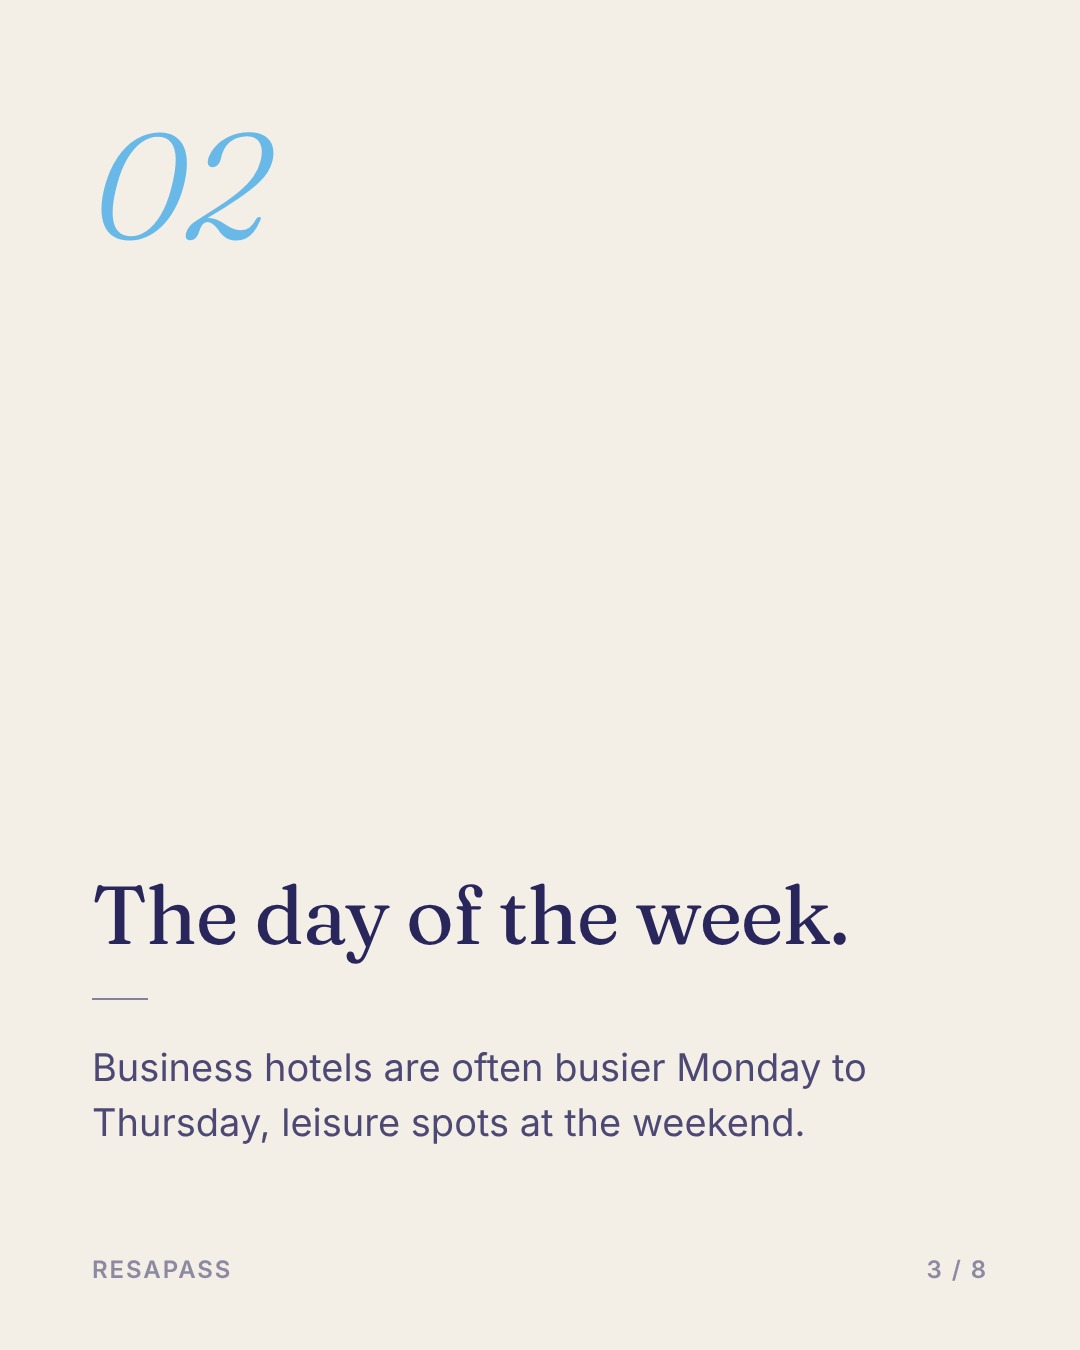 02
The day of the week.
Business hotels are often busier Monday to
Thursday, leisure spots at the weekend.
RESAPASS
3 / 8